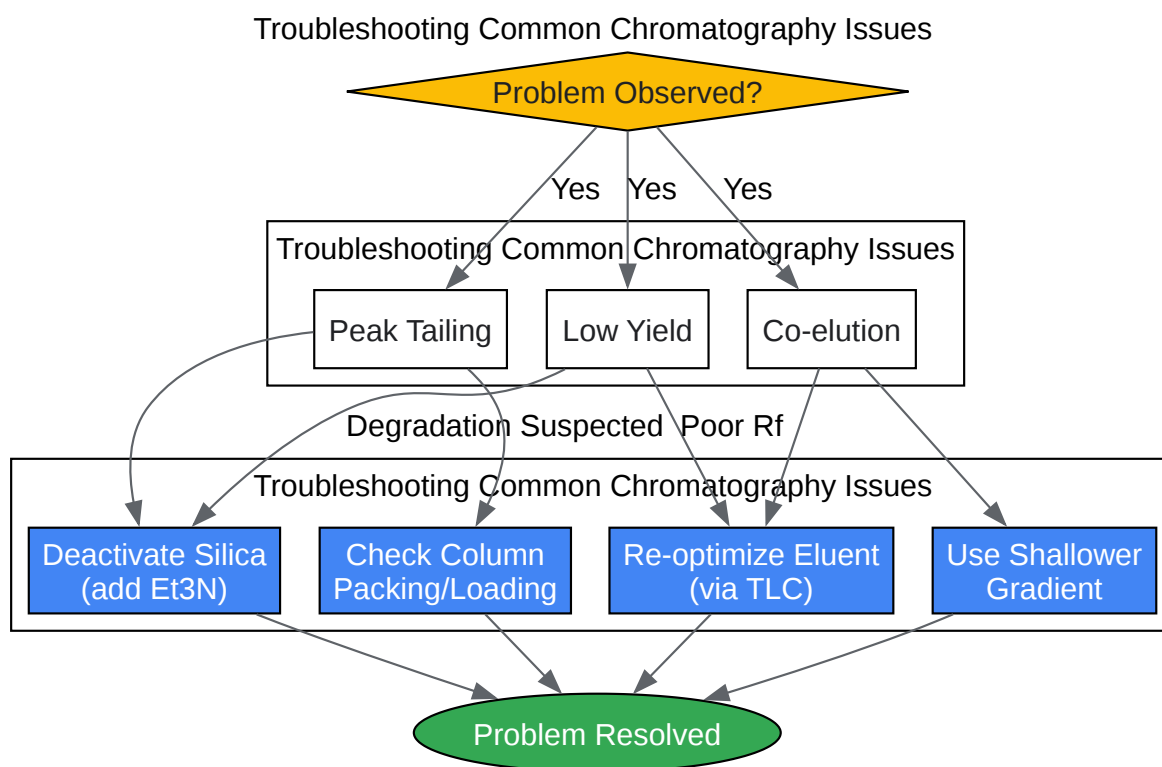 Troubleshooting Common Chromatography Issues
Problem Observed?
Yes
Yes
Yes
Troubleshooting Common Chromatography Issues
Peak Tailing
Low Yield
Co-elution
Degradation Suspected
Poor Rf
Troubleshooting Common Chromatography Issues
Deactivate Silica
(add Et3N)
Check Column
Packing/Loading
Re-optimize Eluent
(via TLC)
Use Shallower
Gradient
Problem Resolved